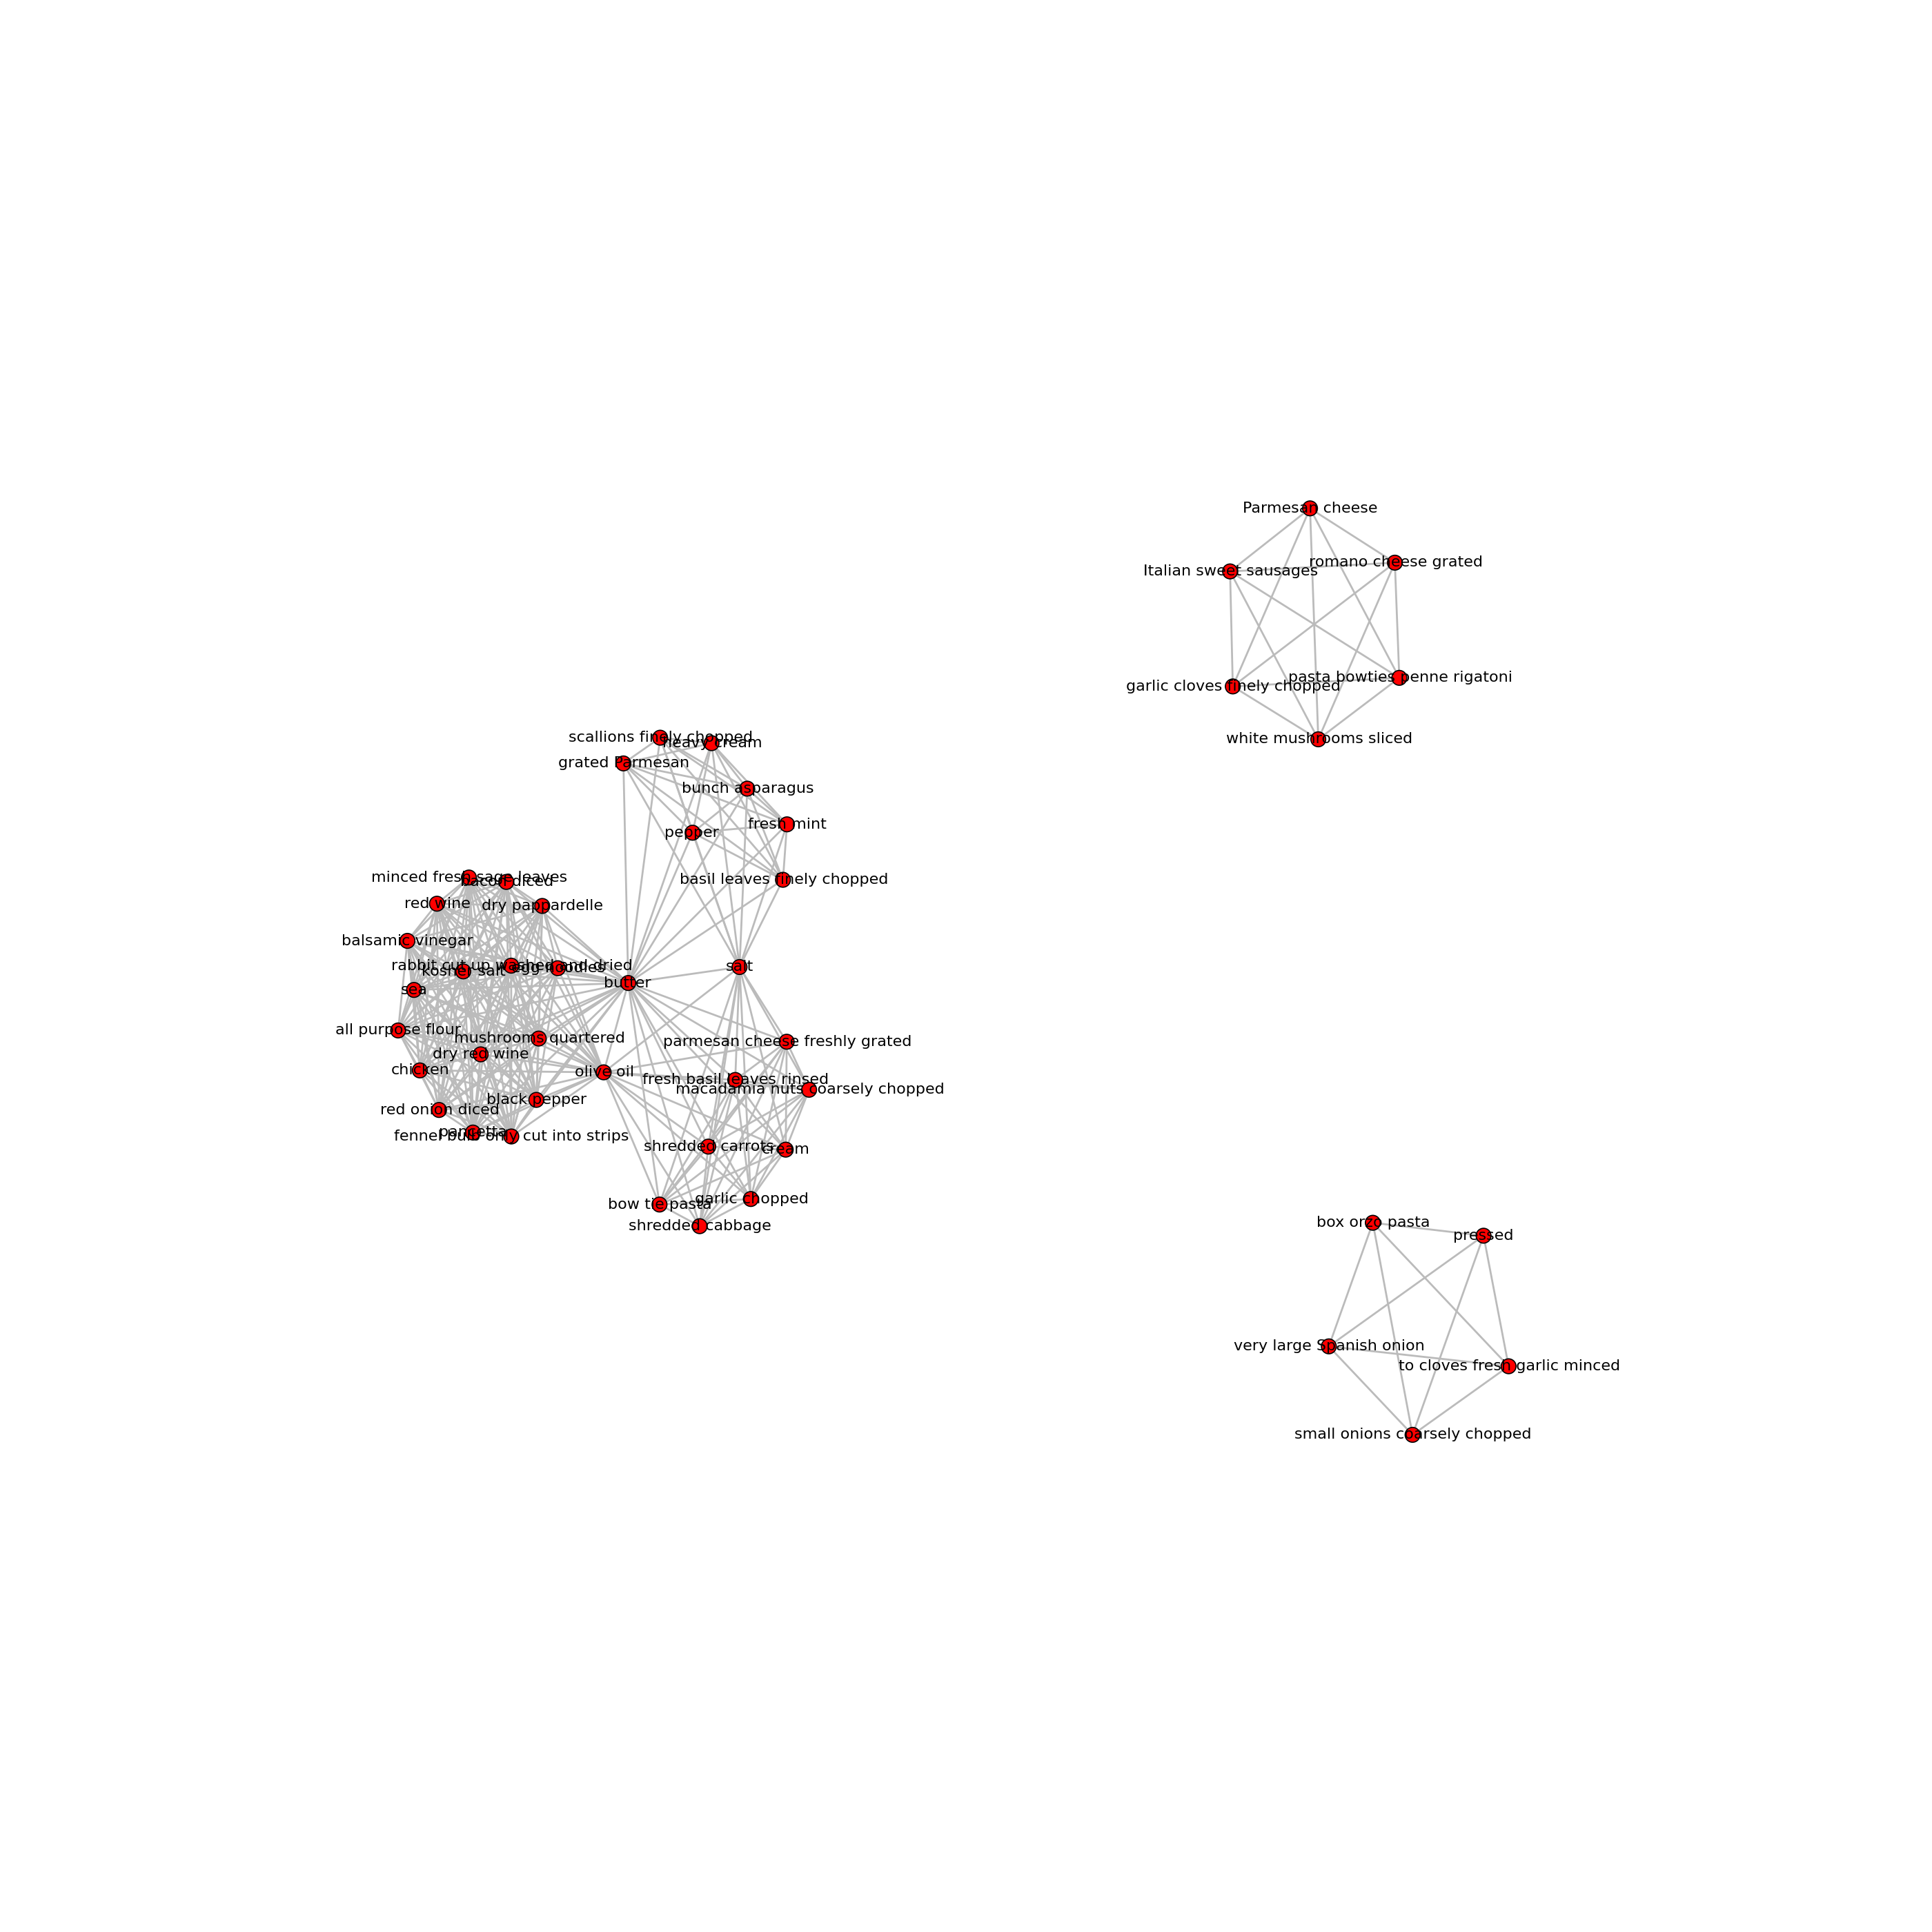 Parmesan cheese
romano cheese grated
Italian sweet sausages
pasta bowties penne rigatoni
garlic cloves finely chopped
white mushrooms sliced
scallions finely chopped
heavy cream
grated Parmesan
bunch asparagus
fresh mint
pepper
basil leaves finely chopped
minced fresh sage leaves
bacon diced
red wine
dry pappardelle
balsamic vinegar
rabbit cut up washed and dried
kosher salt
egg noodles
salt
sea
butter
all purpose flour
mushrooms quartered
parmesan cheese freshly grated
dry red wine
chicken
olive oil
fresh basil leaves rinsed
macadamia nuts coarsely chopped
black pepper
red onion diced
pancetta
fennel bulb only cut into strips
shredded carrots
cream
garlic chopped
bow tie pasta
shredded cabbage
box orzo pasta
pressed
very large Spanish onion
to cloves fresh garlic minced
small onions coarsely chopped